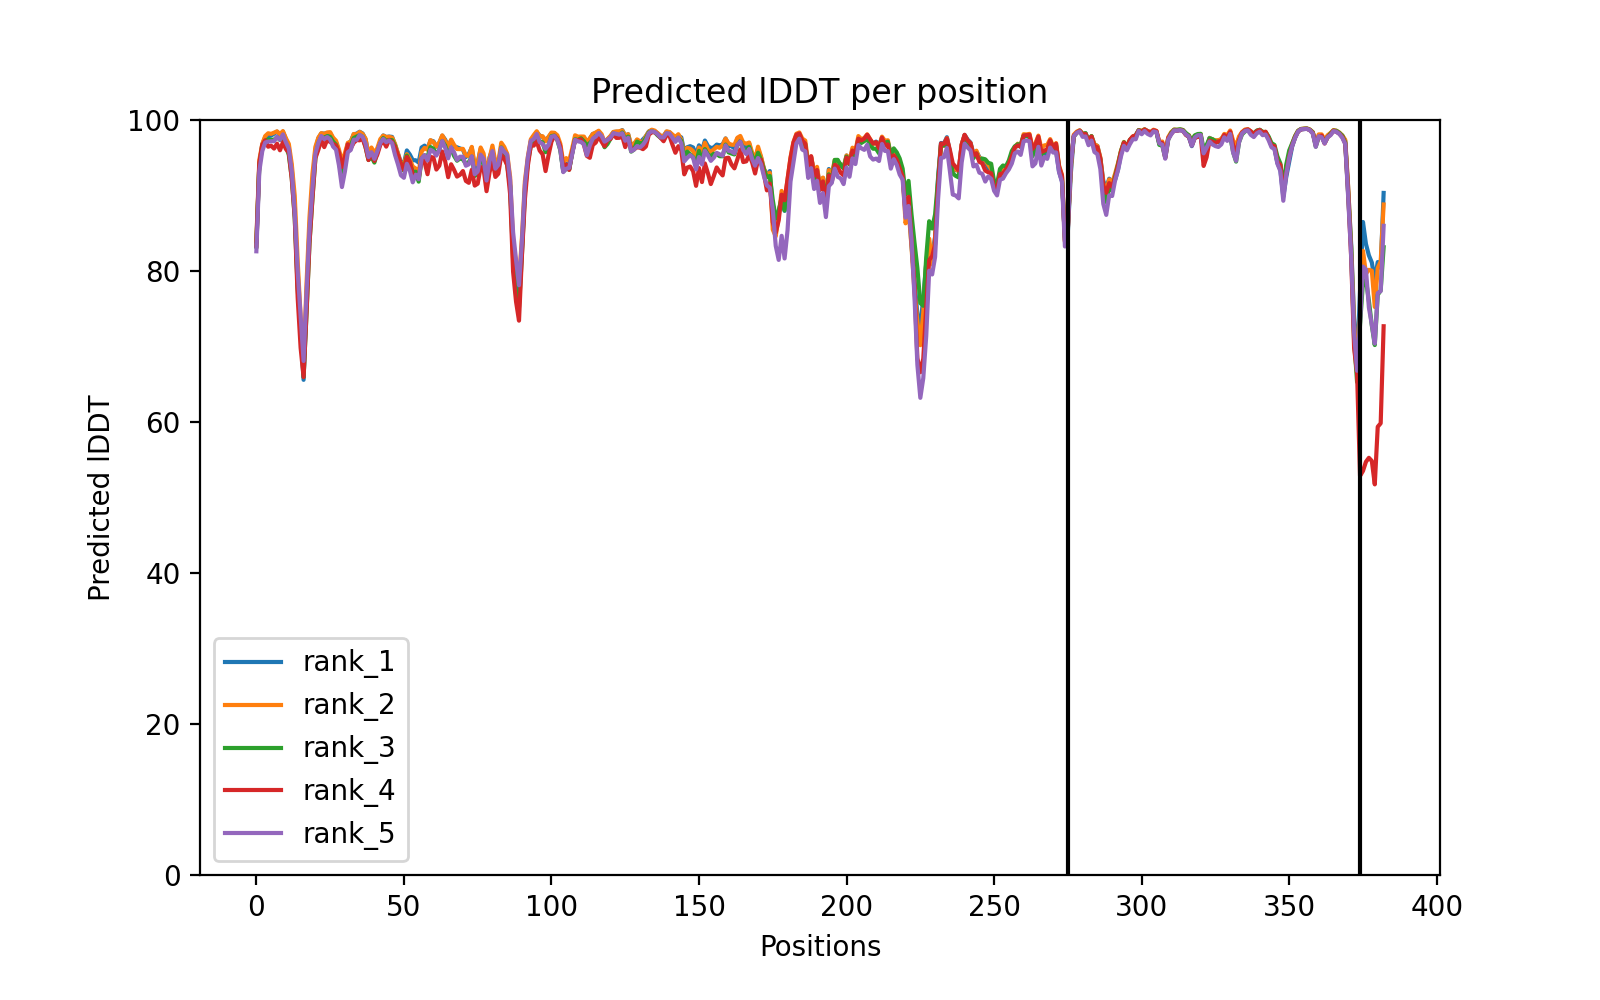 Predicted lDDT per position
100
80
60
40
20
0
Predicted lDDT
rank_1
rank_2
rank_3
rank_4
rank_5
0 50 100 150 200 250 300 350 400
Positions